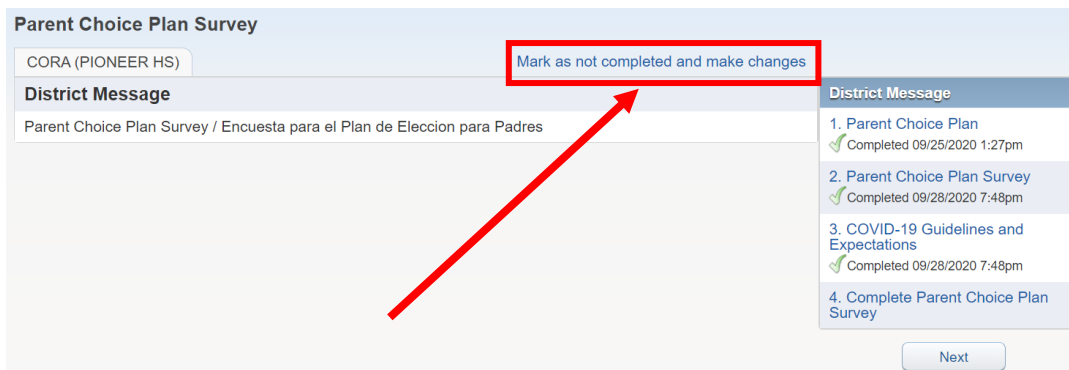 Parent Choice Plan Survey
CORA (PIONEER HS)
Mark as not completed and make changes
District Message
Parent Choice Plan Survey / Encuesta para el Plan de Eleccion para Padres
District Message
1. Parent Choice Plan
Completed 09/25/2020 1:27pm
2. Parent Choice Plan Survey
Completed 09/28/2020 7:48pm
3. COVID-19 Guidelines and
Expectations
Completed 09/28/2020 7:48pm
4. Complete Parent Choice Plan
Survey
Next